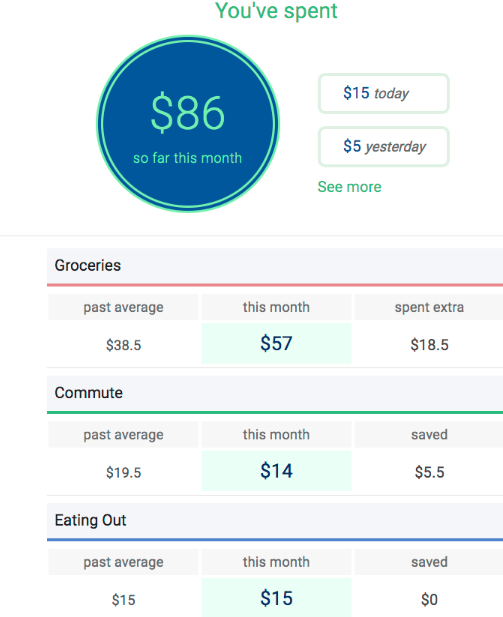 You've spent
$86
so far this month
$15 today
$5 yesterday
See more
Groceries
past average this month spent extra
$38.5 $57 $18.5
Commute
past average this month saved
$19.5 $14 $5.5
Eating Out
past average this month saved
$15 $15 $0